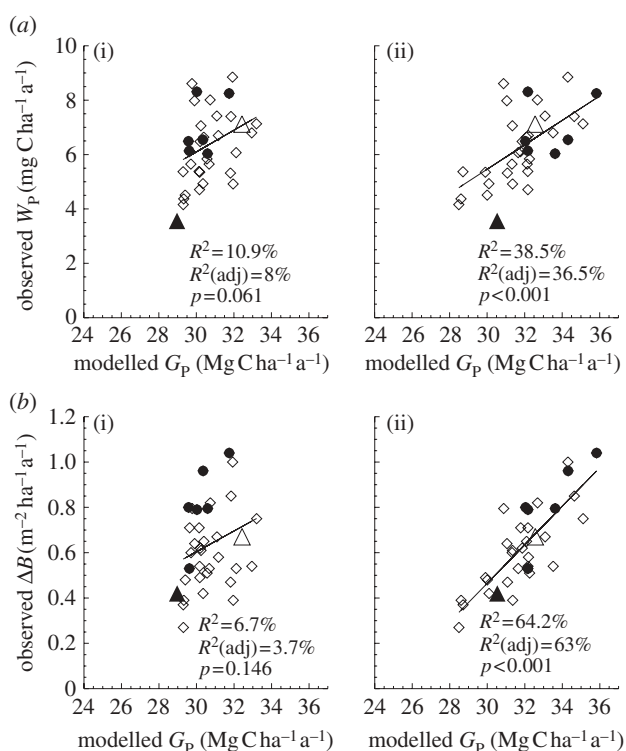 (a)
(i)
(ii)
observed WP (mg C ha–1 a–1)
10
8
6
4
2
0
R2=10.9%
R2(adj)=8%
p=0.061
R2=38.5%
R2(adj)=36.5%
p<0.001
24 26 28 30 32 34 36
24 26 28 30 32 34 36
modelled GP (Mg C ha–1 a–1)
modelled GP (Mg C ha–1 a–1)
(b)
(i)
(ii)
observed ΔB (m–2 ha–1 a–1)
1.2
1.0
0.8
0.6
0.4
0.2
0
R2=6.7%
R2(adj)=3.7%
p=0.146
R2=64.2%
R2(adj)=63%
p<0.001
24 26 28 30 32 34 36
24 26 28 30 32 34 36
modelled GP (Mg C ha–1 a–1)
modelled GP (Mg C ha–1 a–1)